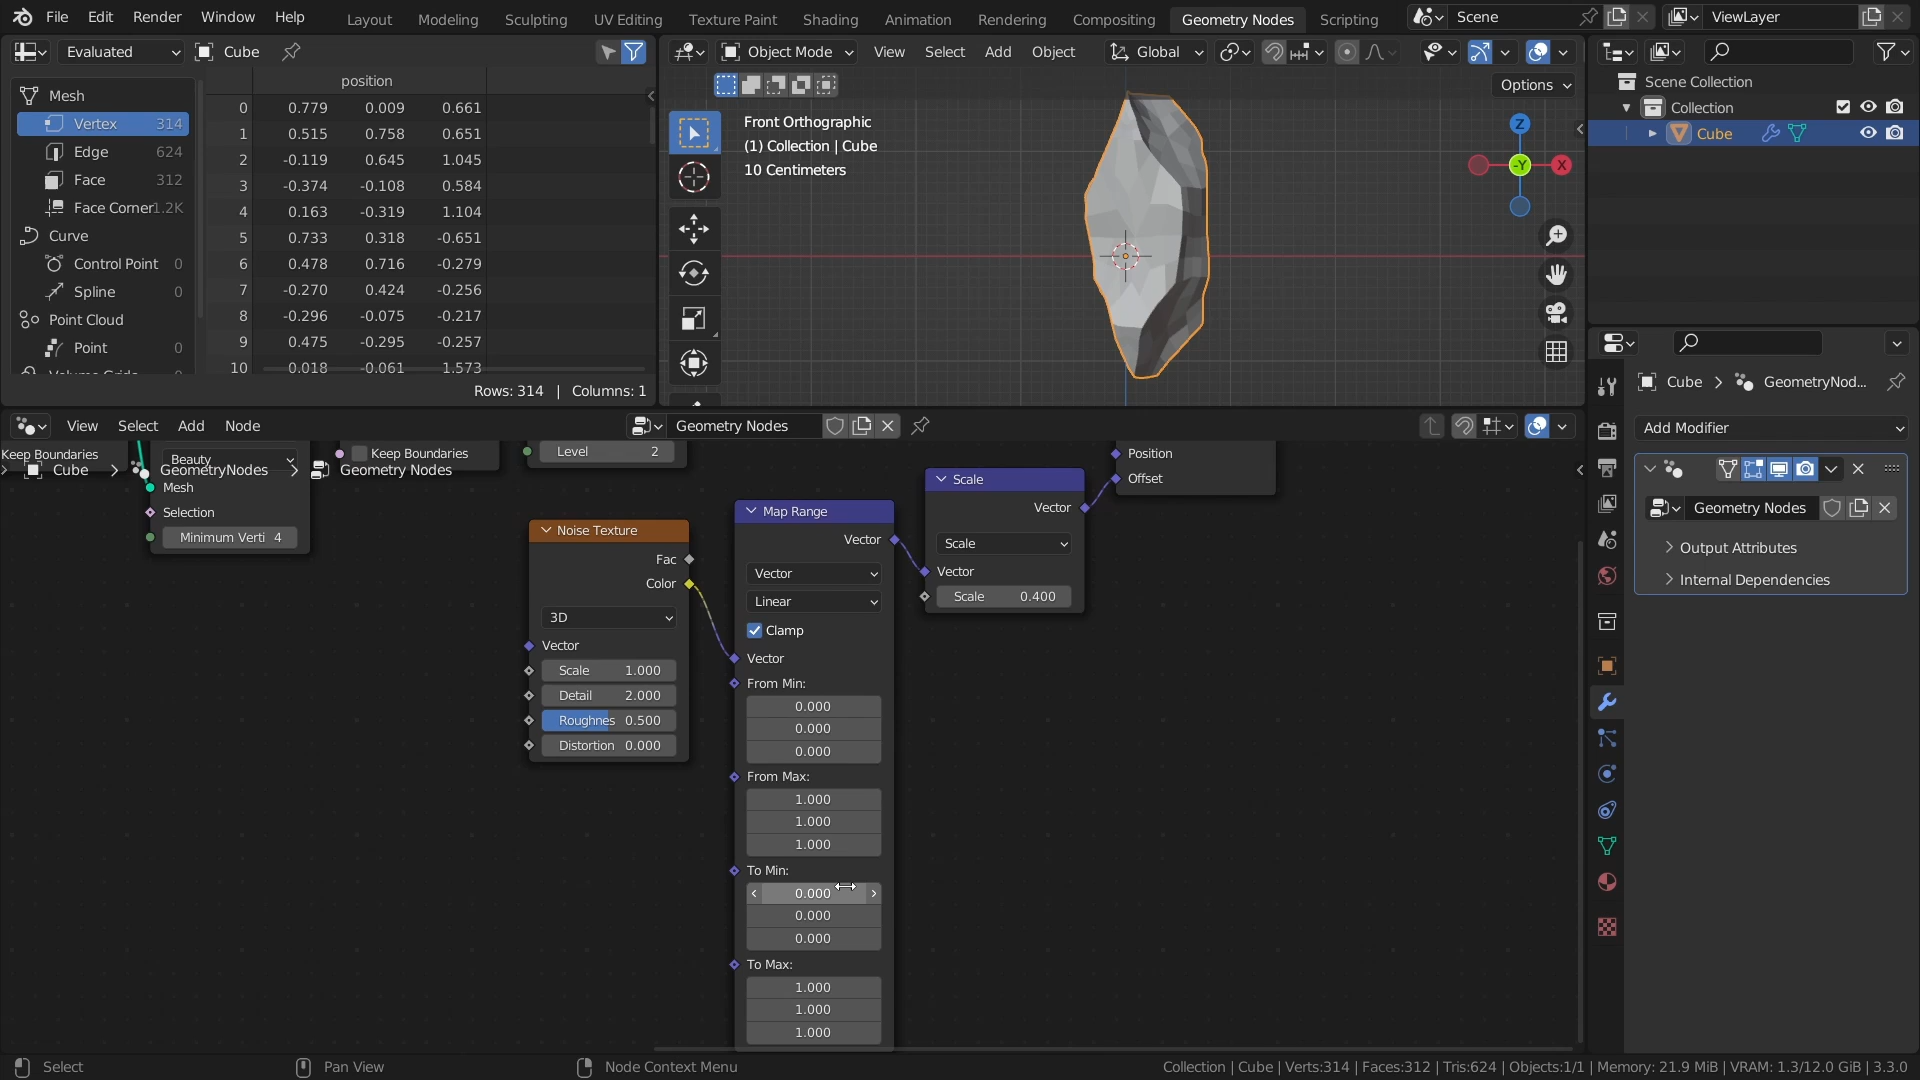 File Edit Render Window Help
Layout Modeling Sculpting UV Editing Texture Paint Shading Animation Rendering Compositing Geometry Nodes Scripting
Scene
ViewLayer
Evaluated
Cube
position
Mesh
Vertex 314
Edge 624
Face 312
Face Corner 1.2K
Curve
Control Point 0
Spline 0
Point Cloud
Point 0
0 0.779 0.009 0.661
1 0.515 0.758 0.651
2 -0.119 0.645 1.045
3 -0.374 -0.108 0.584
4 0.163 -0.319 1.104
5 0.733 0.318 -0.651
6 0.478 0.716 -0.279
7 -0.270 0.424 -0.256
8 -0.296 -0.075 -0.217
9 0.475 -0.295 -0.257
10 0.018 -0.061 1.573
Rows: 314 | Columns: 1
Object Mode View Select Add Object Global
Options
Front Orthographic
(1) Collection | Cube
10 Centimeters
Z
-Y
X
Scene Collection
Collection
Cube
Cube > GeometryNod...
Add Modifier
Geometry Nodes
Output Attributes
Internal Dependencies
View Select Add Node
Geometry Nodes
Cube > GeometryNodes > Geometry Nodes
Keep Boundaries
Beauty
Mesh
Selection
Minimum Verti 4
Keep Boundaries
Level 2
Noise Texture
Fac
Color
3D
Vector
Scale 1.000
Detail 2.000
Roughnes 0.500
Distortion 0.000
Map Range
Vector
Vector
Linear
Clamp
Vector
From Min:
0.000
0.000
0.000
From Max:
1.000
1.000
1.000
To Min:
0.000
0.000
0.000
To Max:
1.000
1.000
1.000
Scale
Vector
Scale
Vector
Scale 0.400
Position
Offset
Select
Pan View
Node Context Menu
Collection | Cube | Verts:314 | Faces:312 | Tris:624 | Objects:1/1 | Memory: 21.9 MiB | VRAM: 1.3/12.0 GiB | 3.3.0